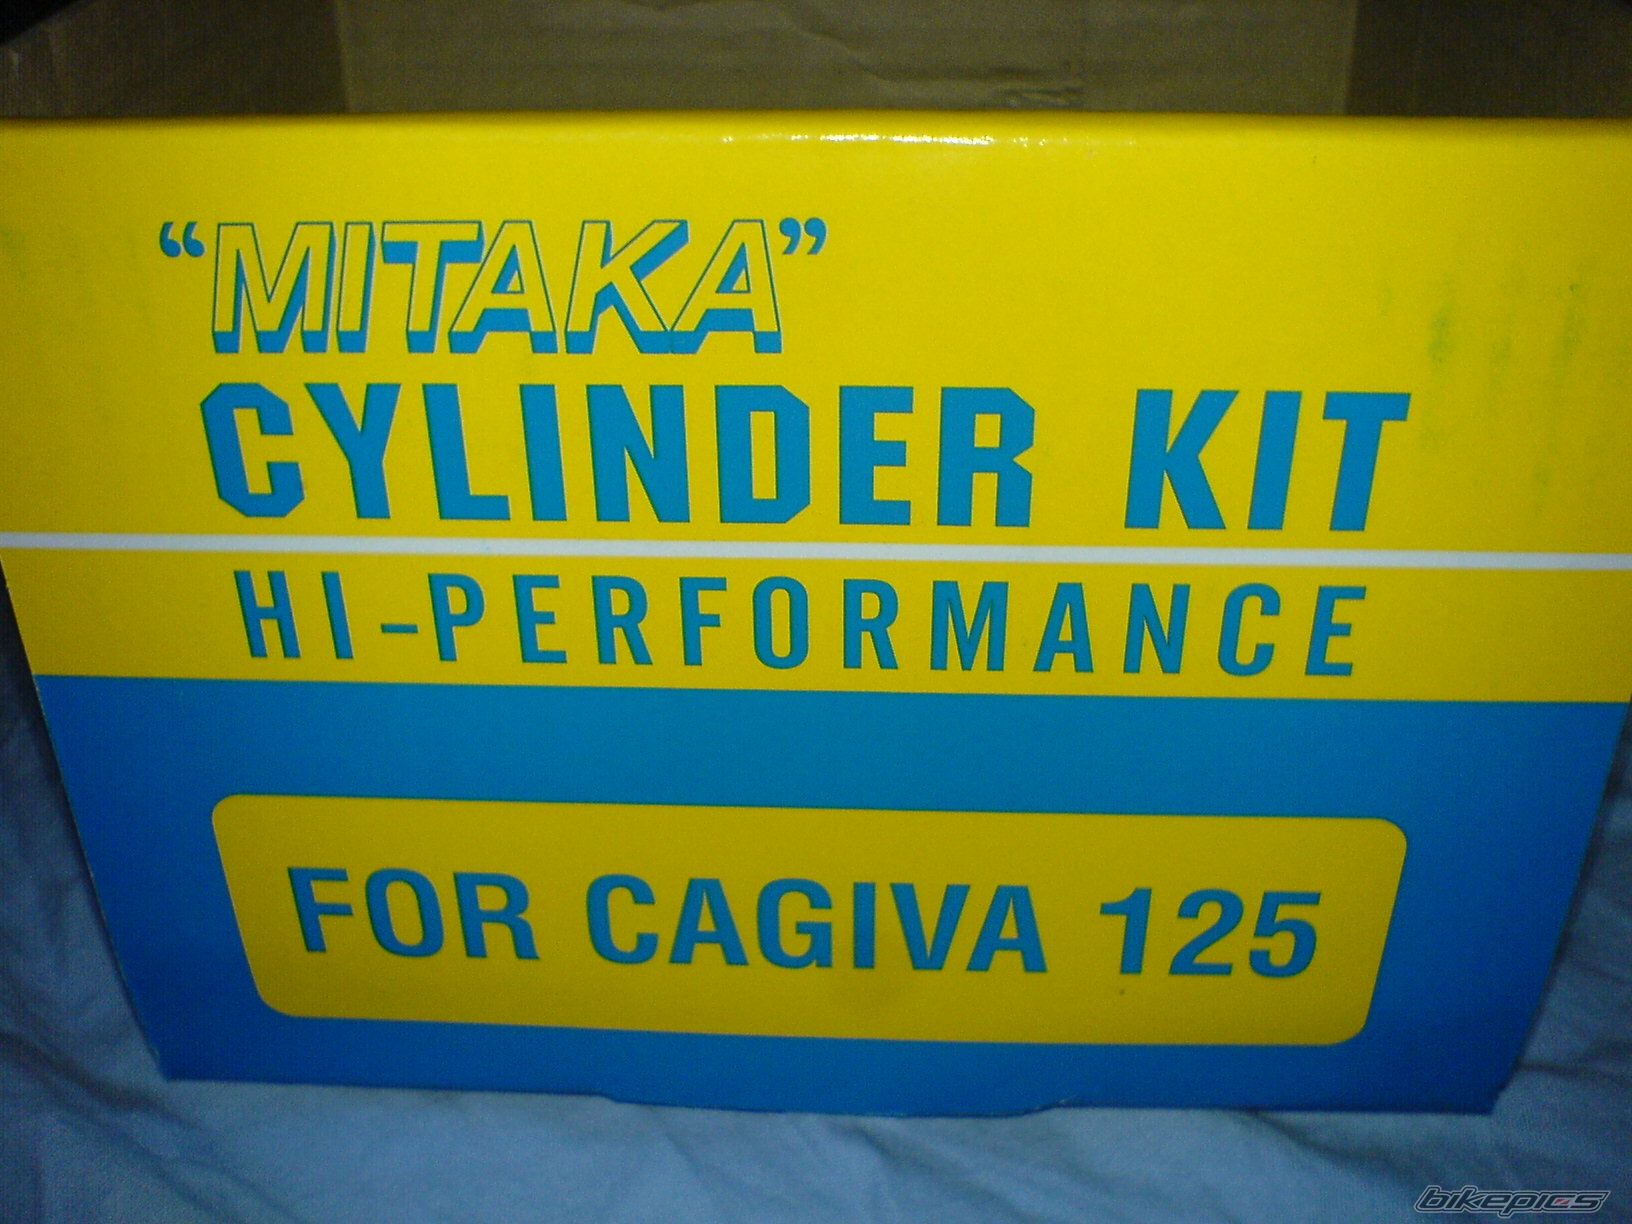 “MITAKA”
CYLINDER KIT
HI-PERFORMANCE
FOR CAGIVA 125
bikepics